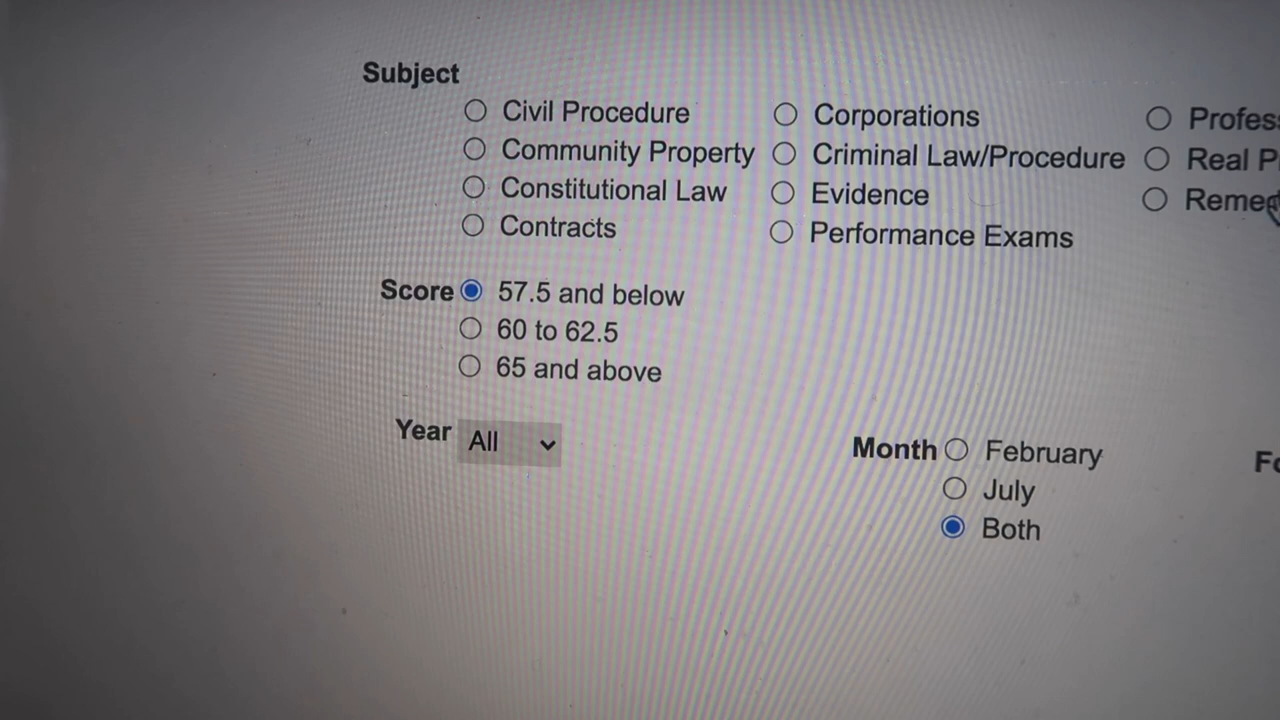 Subject
Civil Procedure
Corporations
Community Property
Criminal Law/Procedure
Real
Constitutional Law
Evidence
Contracts
Performance Exams
Score
57.5 and below
60 to 62.5
65 and above
Year
All
Month
February
July
Both